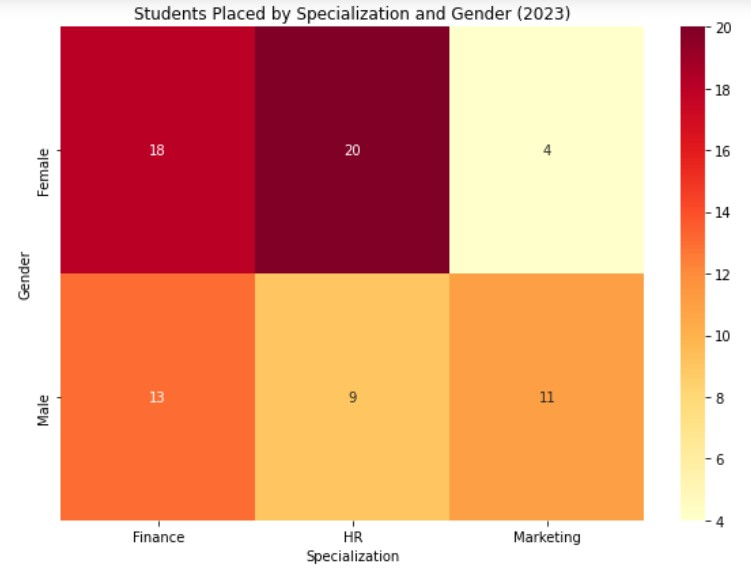 Students Placed by Specialization and Gender (2023)
Female
18
20
4
Gender
Male
13
9
11
Finance
HR
Marketing
Specialization
20
18
16
14
12
10
8
6
4